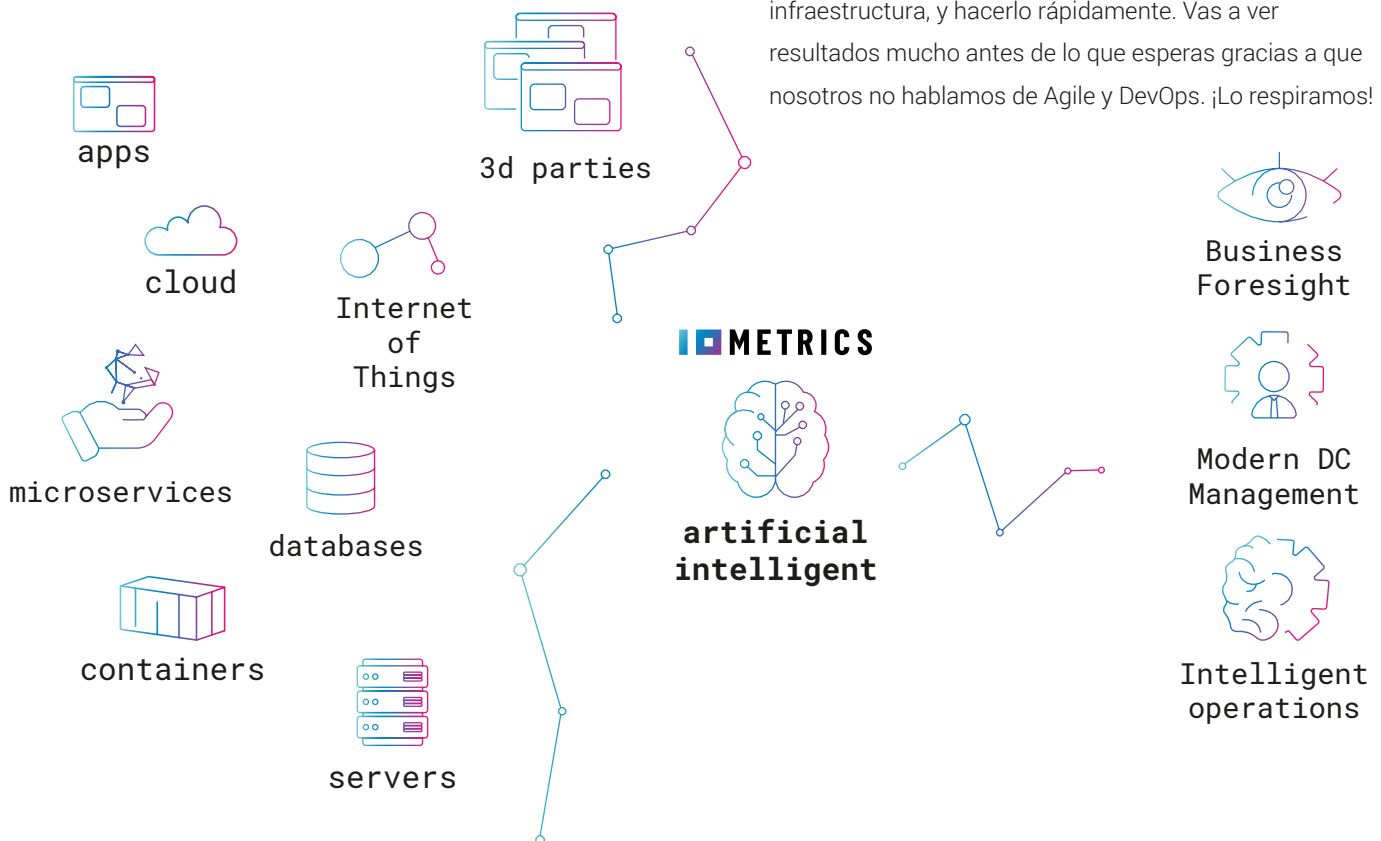 infraestructura, y hacerlo rápidamente. Vas a ver
resultados mucho antes de lo que esperas gracias a que
nosotros no hablamos de Agile y DevOps. ¡Lo respiramos!
apps
3d parties
cloud
Internet
of
Things
microservices
databases
containers
servers
IOMETRICS
artificial
intelligent
Business
Foresight
Modern DC
Management
Intelligent
operations